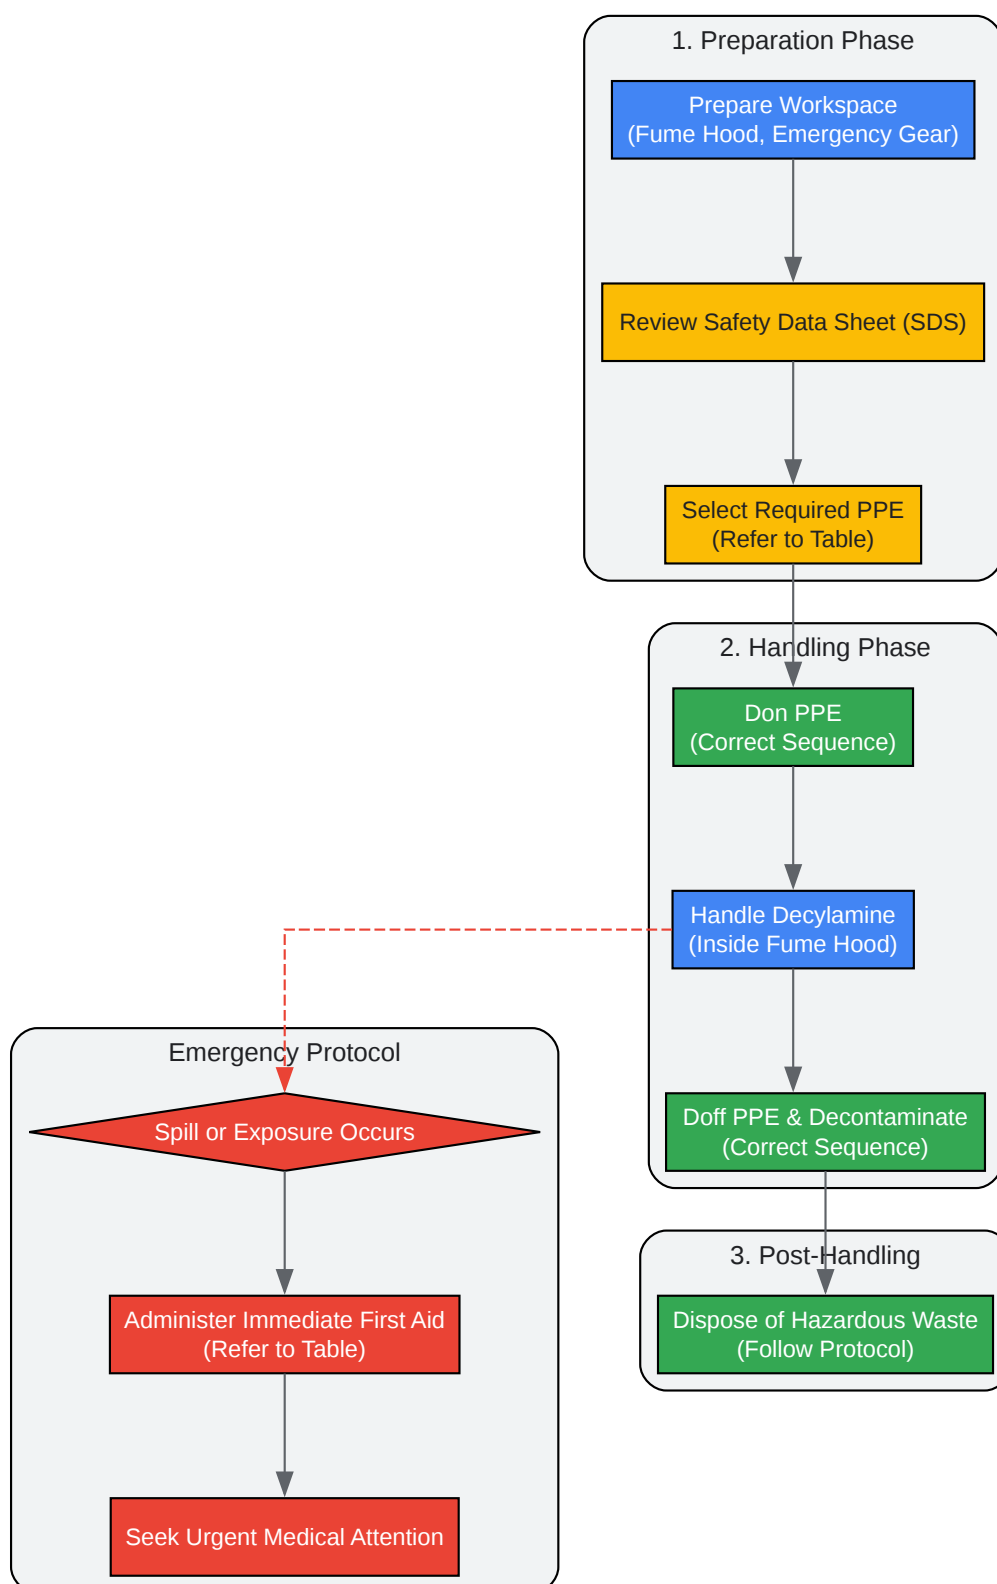 1. Preparation Phase
Prepare Workspace
(Fume Hood, Emergency Gear)
Review Safety Data Sheet (SDS)
Select Required PPE
(Refer to Table)
2. Handling Phase
Don PPE
(Correct Sequence)
Handle Decylamine
(Inside Fume Hood)
Doff PPE & Decontaminate
(Correct Sequence)
3. Post-Handling
Dispose of Hazardous Waste
(Follow Protocol)
Emergency Protocol
Spill or Exposure Occurs
Administer Immediate First Aid
(Refer to Table)
Seek Urgent Medical Attention